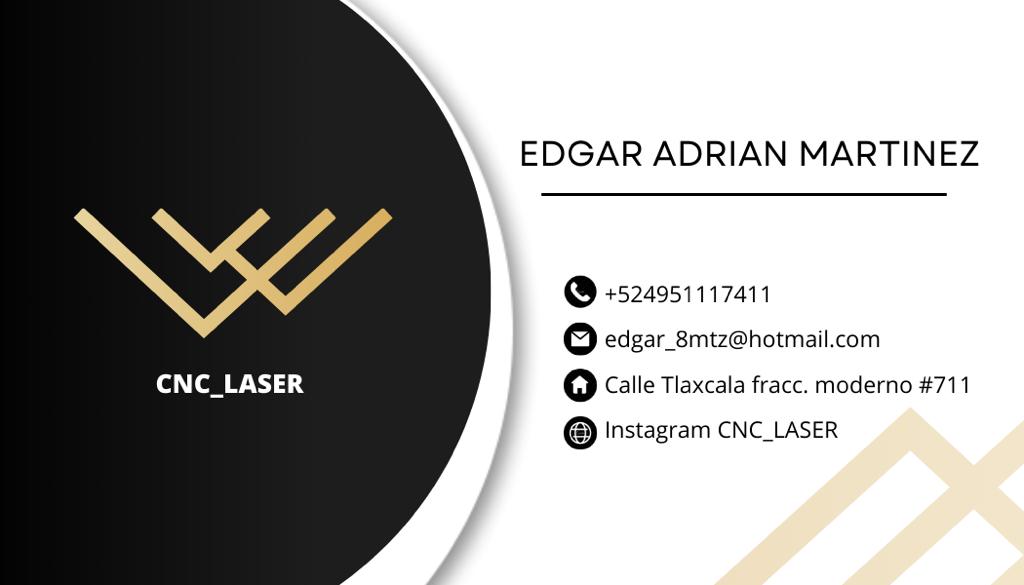 CNC_LASER
EDGAR ADRIAN MARTINEZ
+524951117411
edgar_8mtz@hotmail.com
Calle Tlaxcala fracc. moderno #711
Instagram CNC_LASER